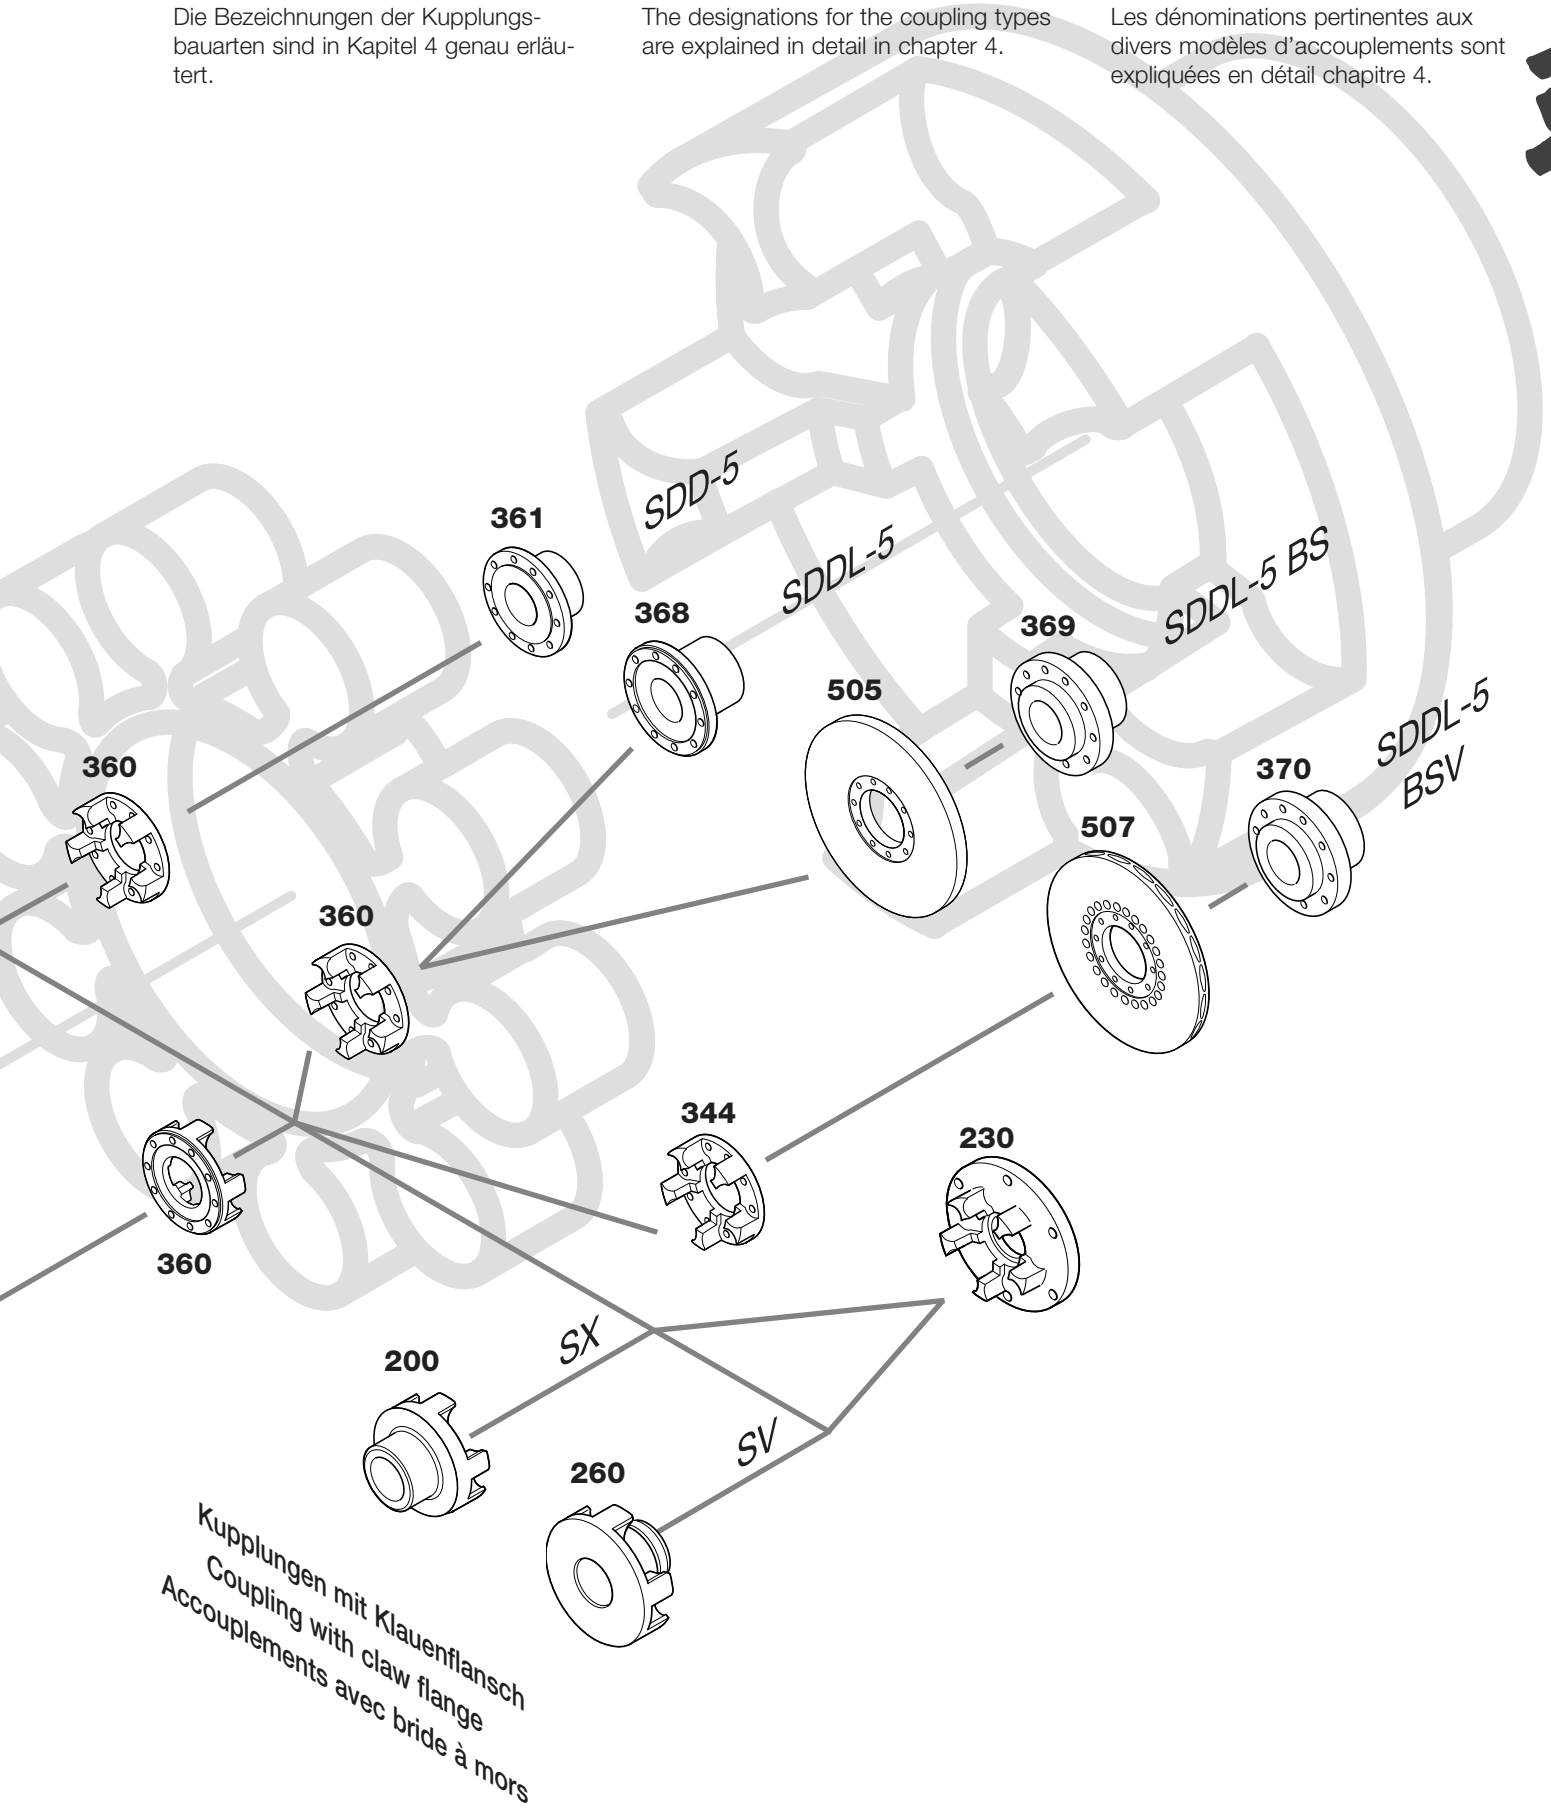 Die Bezeichnungen der Kupplungs-
bauarten sind in Kapitel 4 genau erläu-
tert.
The designations for the coupling types
are explained in detail in chapter 4.
Les dénominations pertinentes aux
divers modèles d'accouplements sont
expliquées en détail chapitre 4.
SDD-5
361
SDDL-5
368
SDDL-5 BS
369
505
SDDL-5
BSV
370
360
507
360
344
230
360
SX
200
SV
260
Kupplungen mit Klauenflansch
Coupling with claw flange
Accouplements avec bride à mors